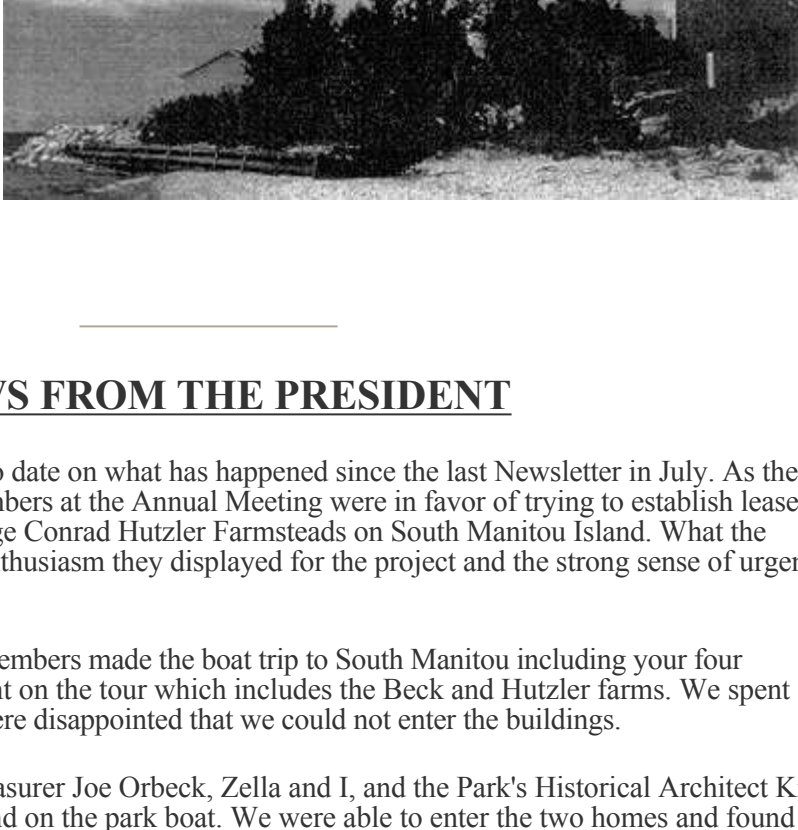 WS FROM THE PRESIDENT
o date on what has happened since the last Newsletter in July. As the
bers at the Annual Meeting were in favor of trying to establish lease
ge Conrad Hutzler Farmsteads on South Manitou Island. What the
thusiasm they displayed for the project and the strong sense of urgen
embers made the boat trip to South Manitou including your four
nt on the tour which includes the Beck and Hutzler farms. We spent
ere disappointed that we could not enter the buildings.
asurer Joe Orbeck, Zella and I, and the Park's Historical Architect K
nd on the park boat. We were able to enter the two homes and found